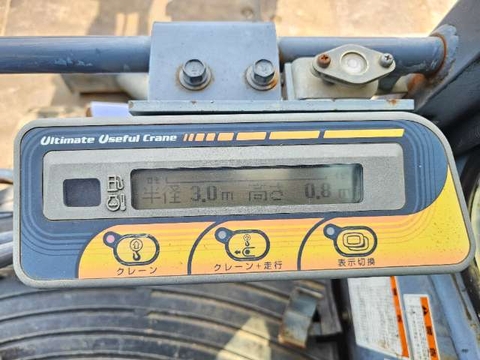 Ultimate Useful Crane
半径 3.0m 高さ 0.8m
クレーン
クレーン+走行
表示切換